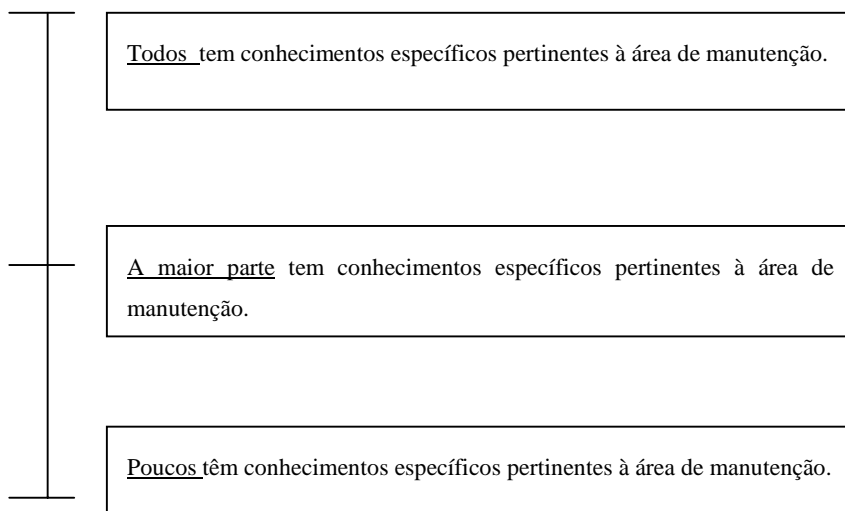 Todos tem conhecimentos específicos pertinentes à área de manutenção.
A maior parte tem conhecimentos específicos pertinentes à área de
manutenção.
Poucos têm conhecimentos específicos pertinentes à área de manutenção.